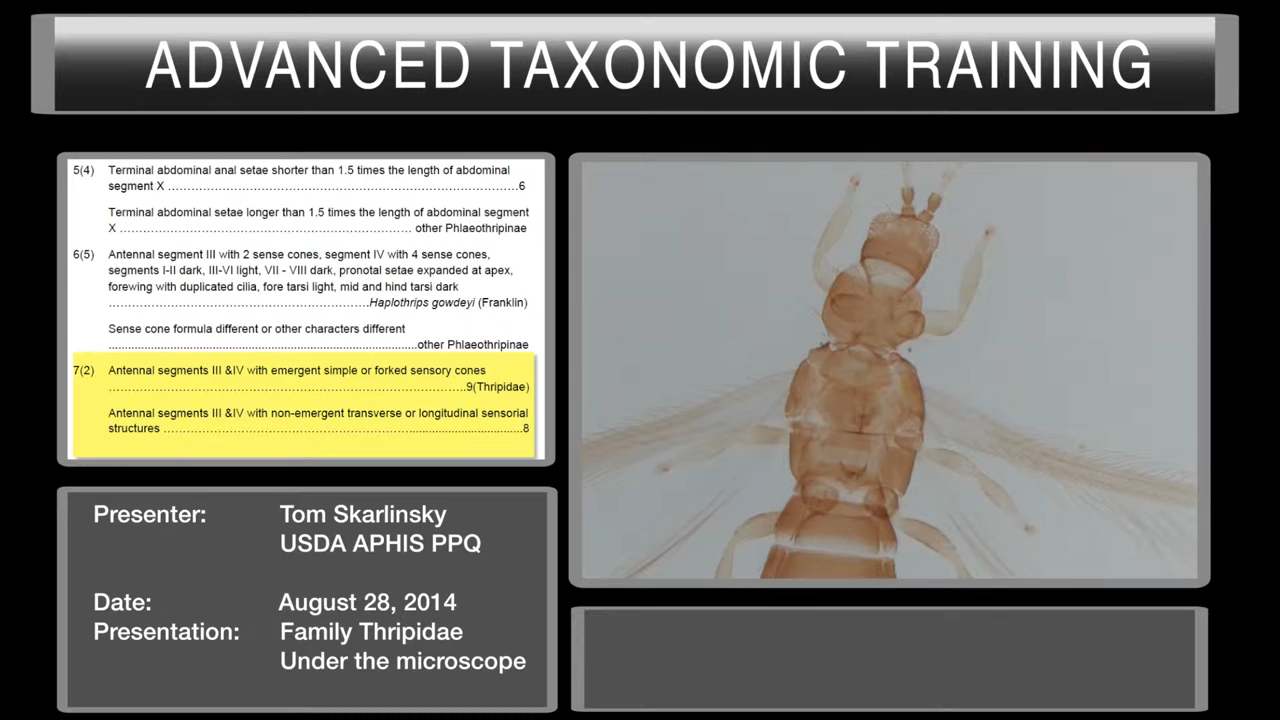 ADVANCED TAXONOMIC TRAINING
5(4) Terminal abdominal anal setae shorter than 1.5 times the length of abdominal
segment X ......................................................................................................6
Terminal abdominal setae longer than 1.5 times the length of abdominal segment
X ................................................................................. other Phlaeothripinae
6(5) Antennal segment III with 2 sense cones, segment IV with 4 sense cones,
segments I-II dark, III-VI light, VII - VIII dark, pronotal setae expanded at apex,
forewing with duplicated cilia, fore tarsi light, mid and hind tarsi dark
........................................................................Haplothrips gowdeyi (Franklin)
Sense cone formula different or other characters different
....................................................................................other Phlaeothripinae
7(2) Antennal segments III &IV with emergent simple or forked sensory cones
..........................................................................................9(Thripidae)
Antennal segments III &IV with non-emergent transverse or longitudinal sensorial
structures ..........................................................................................8
Presenter: Tom Skarlinsky
USDA APHIS PPQ
Date: August 28, 2014
Presentation: Family Thripidae
Under the microscope